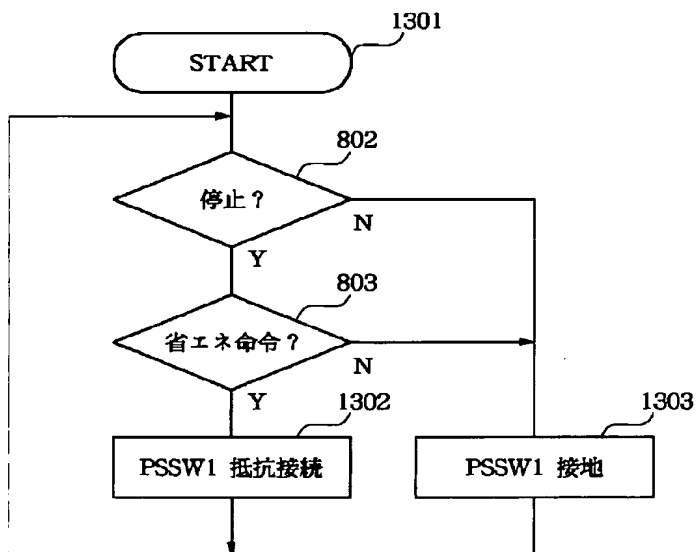 1301
START
802
停止？
N
Y
803
省エネ命令？
N
Y
1302
1303
PSSW1 抵抗接続
PSSW1 接地